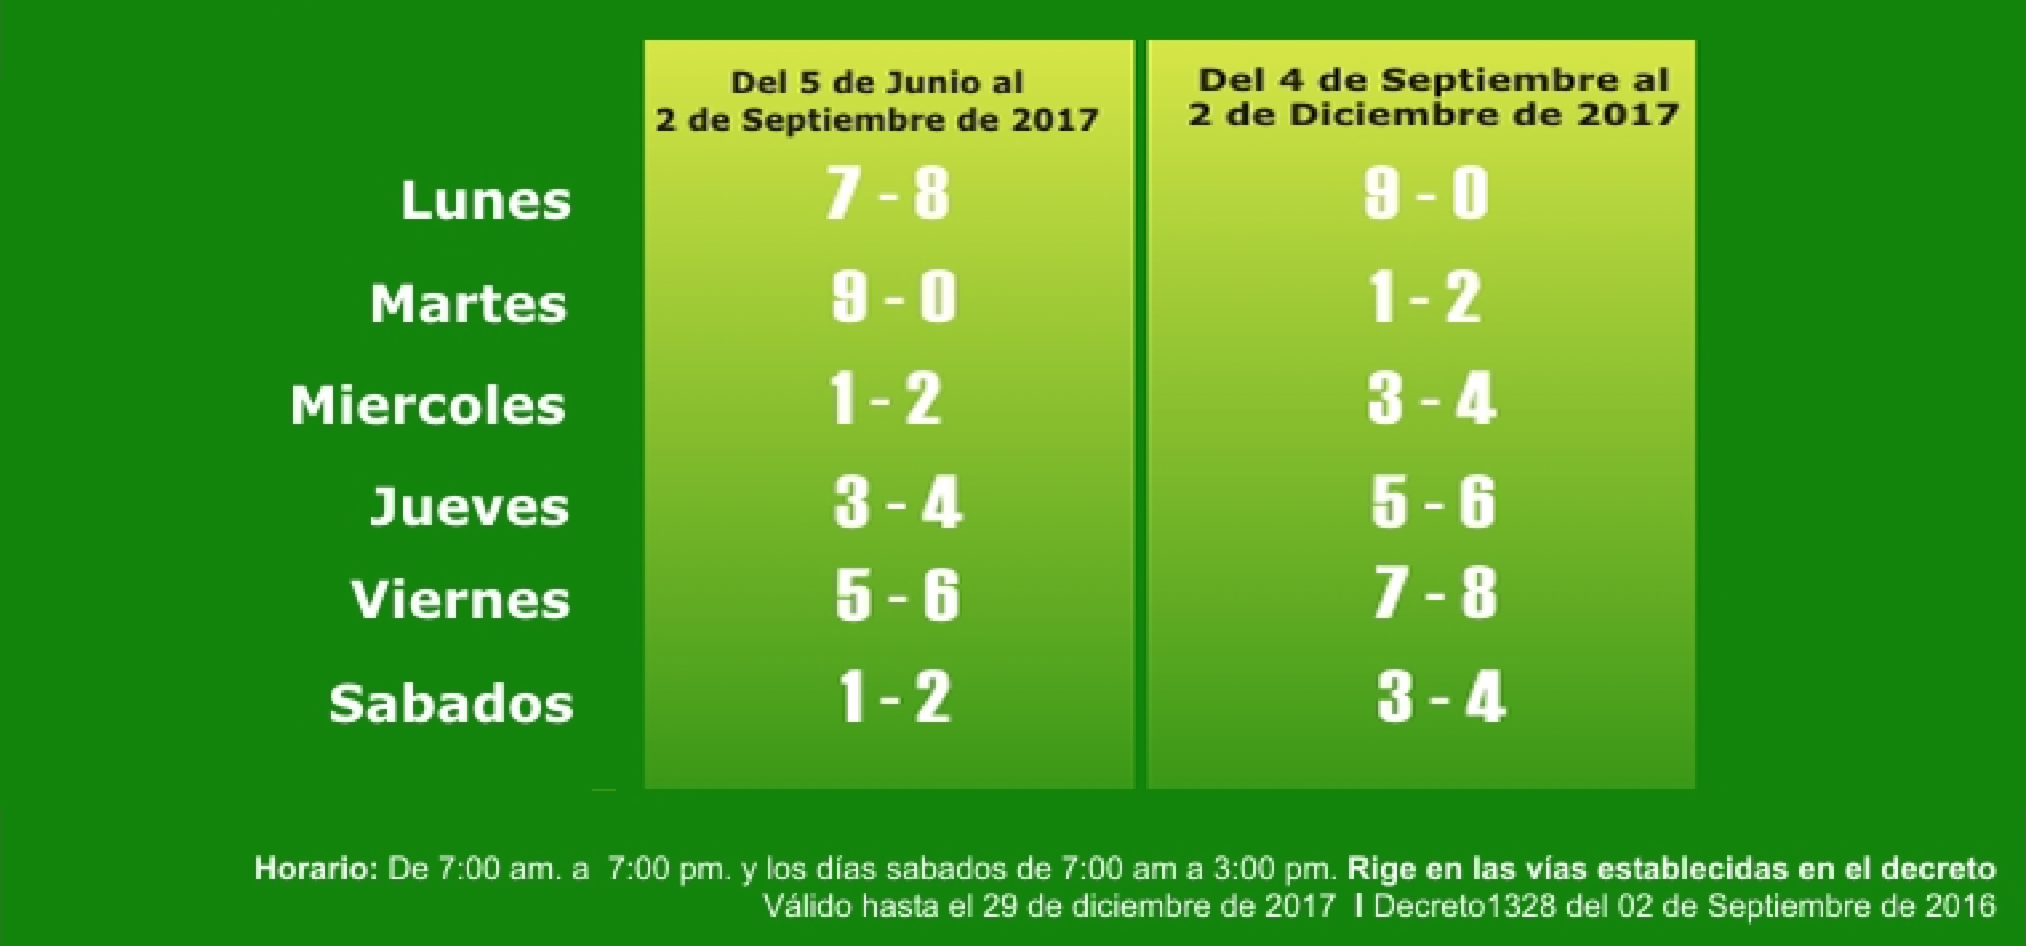 Del 5 de Junio al
2 de Septiembre de 2017
Del 4 de Septiembre al
2 de Diciembre de 2017
Lunes 7 - 8 9 - 0
Martes 9 - 0 1 - 2
Miercoles 1 - 2 3 - 4
Jueves 3 - 4 5 - 6
Viernes 5 - 6 7 - 8
Sabados 1 - 2 3 - 4
Horario: De 7:00 am. a 7:00 pm. y los días sabados de 7:00 am a 3:00 pm. Rige en las vías establecidas en el decreto
Válido hasta el 29 de diciembre de 2017 I Decreto1328 del 02 de Septiembre de 2016